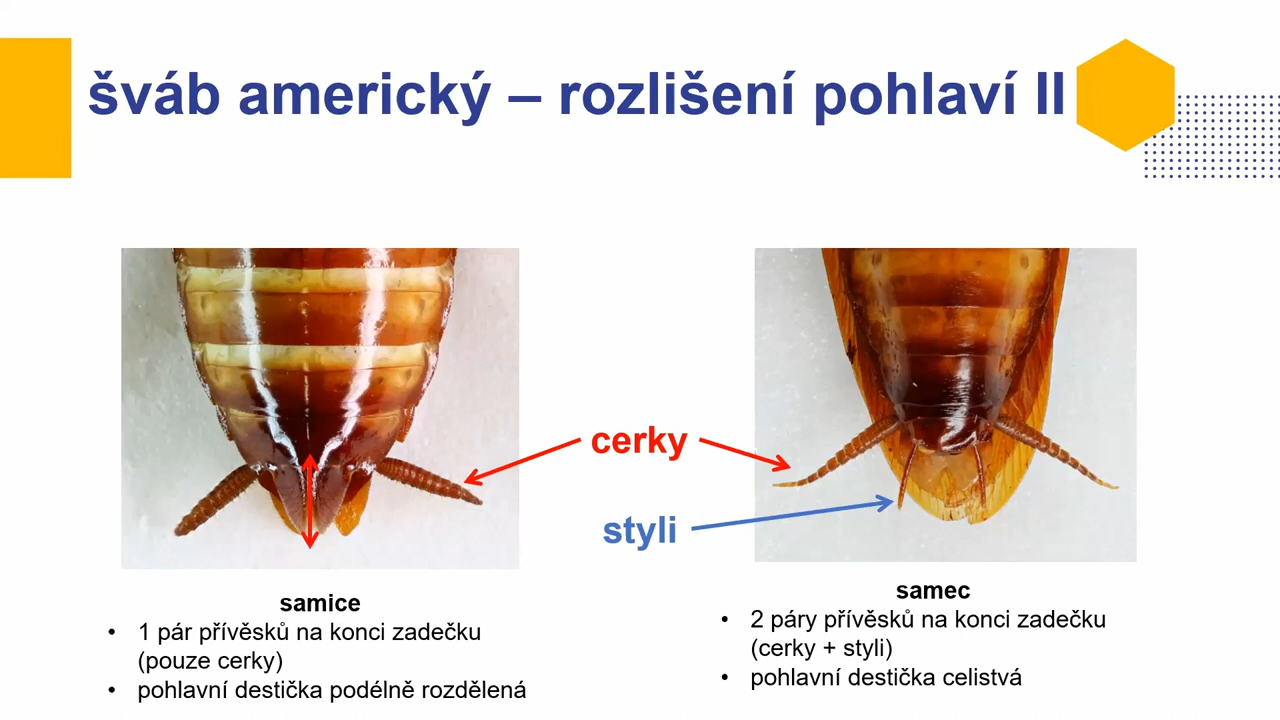 šváb americký – rozlišení pohlaví II
cerky
styli
samice
• 1 pár přívěsků na konci zadečku
(pouze cerky)
• pohlavní destička podélně rozdělená
samec
• 2 páry přívěsků na konci zadečku
(cerky + styli)
• pohlavní destička celistvá